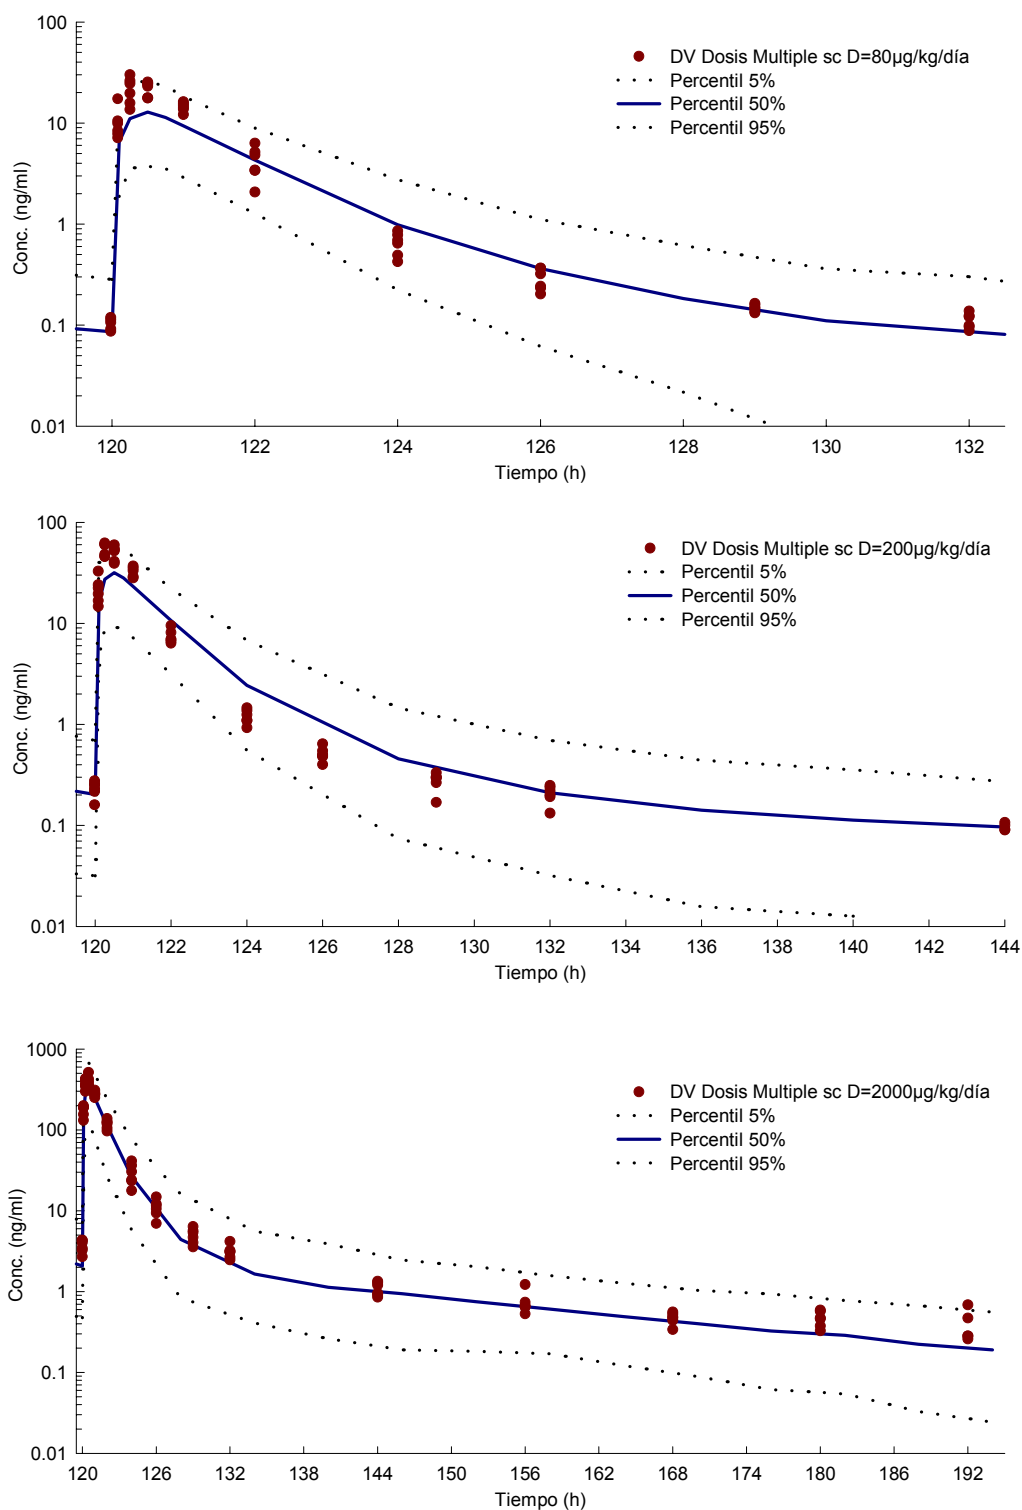 100
10
1
0.1
0.01
Conc. (ng/ml)
DV Dosis Multiple sc D=80µg/kg/día
Percentil 5%
Percentil 50%
Percentil 95%
120 122 124 126 128 130 132
Tiempo (h)
100
10
1
0.1
0.01
Conc. (ng/ml)
DV Dosis Multiple sc D=200µg/kg/día
Percentil 5%
Percentil 50%
Percentil 95%
120 122 124 126 128 130 132 134 136 138 140 142 144
Tiempo (h)
1000
100
10
1
0.1
0.01
Conc. (ng/ml)
DV Dosis Multiple sc D=2000µg/kg/día
Percentil 5%
Percentil 50%
Percentil 95%
120 126 132 138 144 150 156 162 168 174 180 186 192
Tiempo (h)